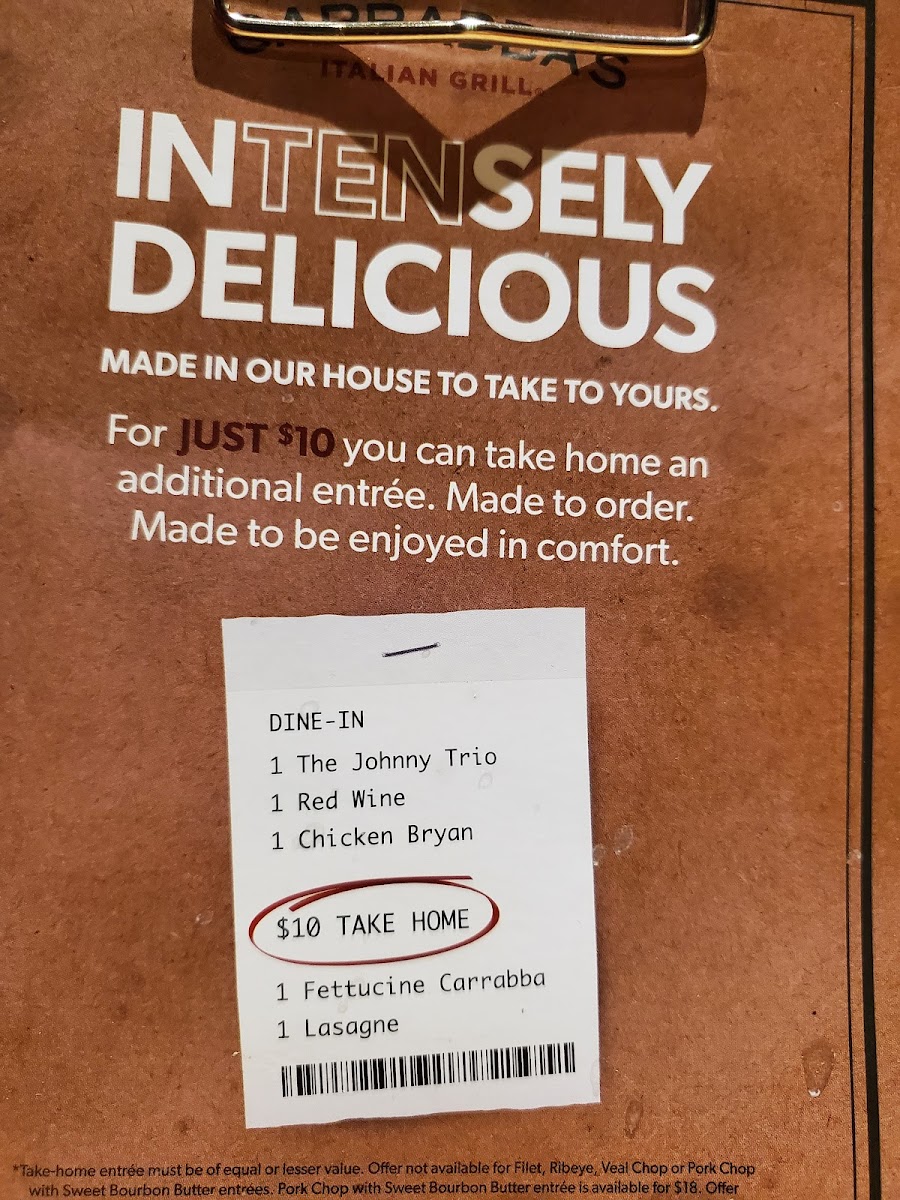 CARRABBA'S
ITALIAN GRILL®
INTENSELY
DELICIOUS
MADE IN OUR HOUSE TO TAKE TO YOURS.
For JUST $10 you can take home an
additional entrée. Made to order.
Made to be enjoyed in comfort.
DINE-IN
1 The Johnny Trio
1 Red Wine
1 Chicken Bryan
$10 TAKE HOME
1 Fettucine Carrabba
1 Lasagne
*Take-home entrée must be of equal or lesser value. Offer not available for Filet, Ribeye, Veal Chop or Pork Chop
with Sweet Bourbon Butter entrées. Pork Chop with Sweet Bourbon Butter entrée is available for $18. Offer